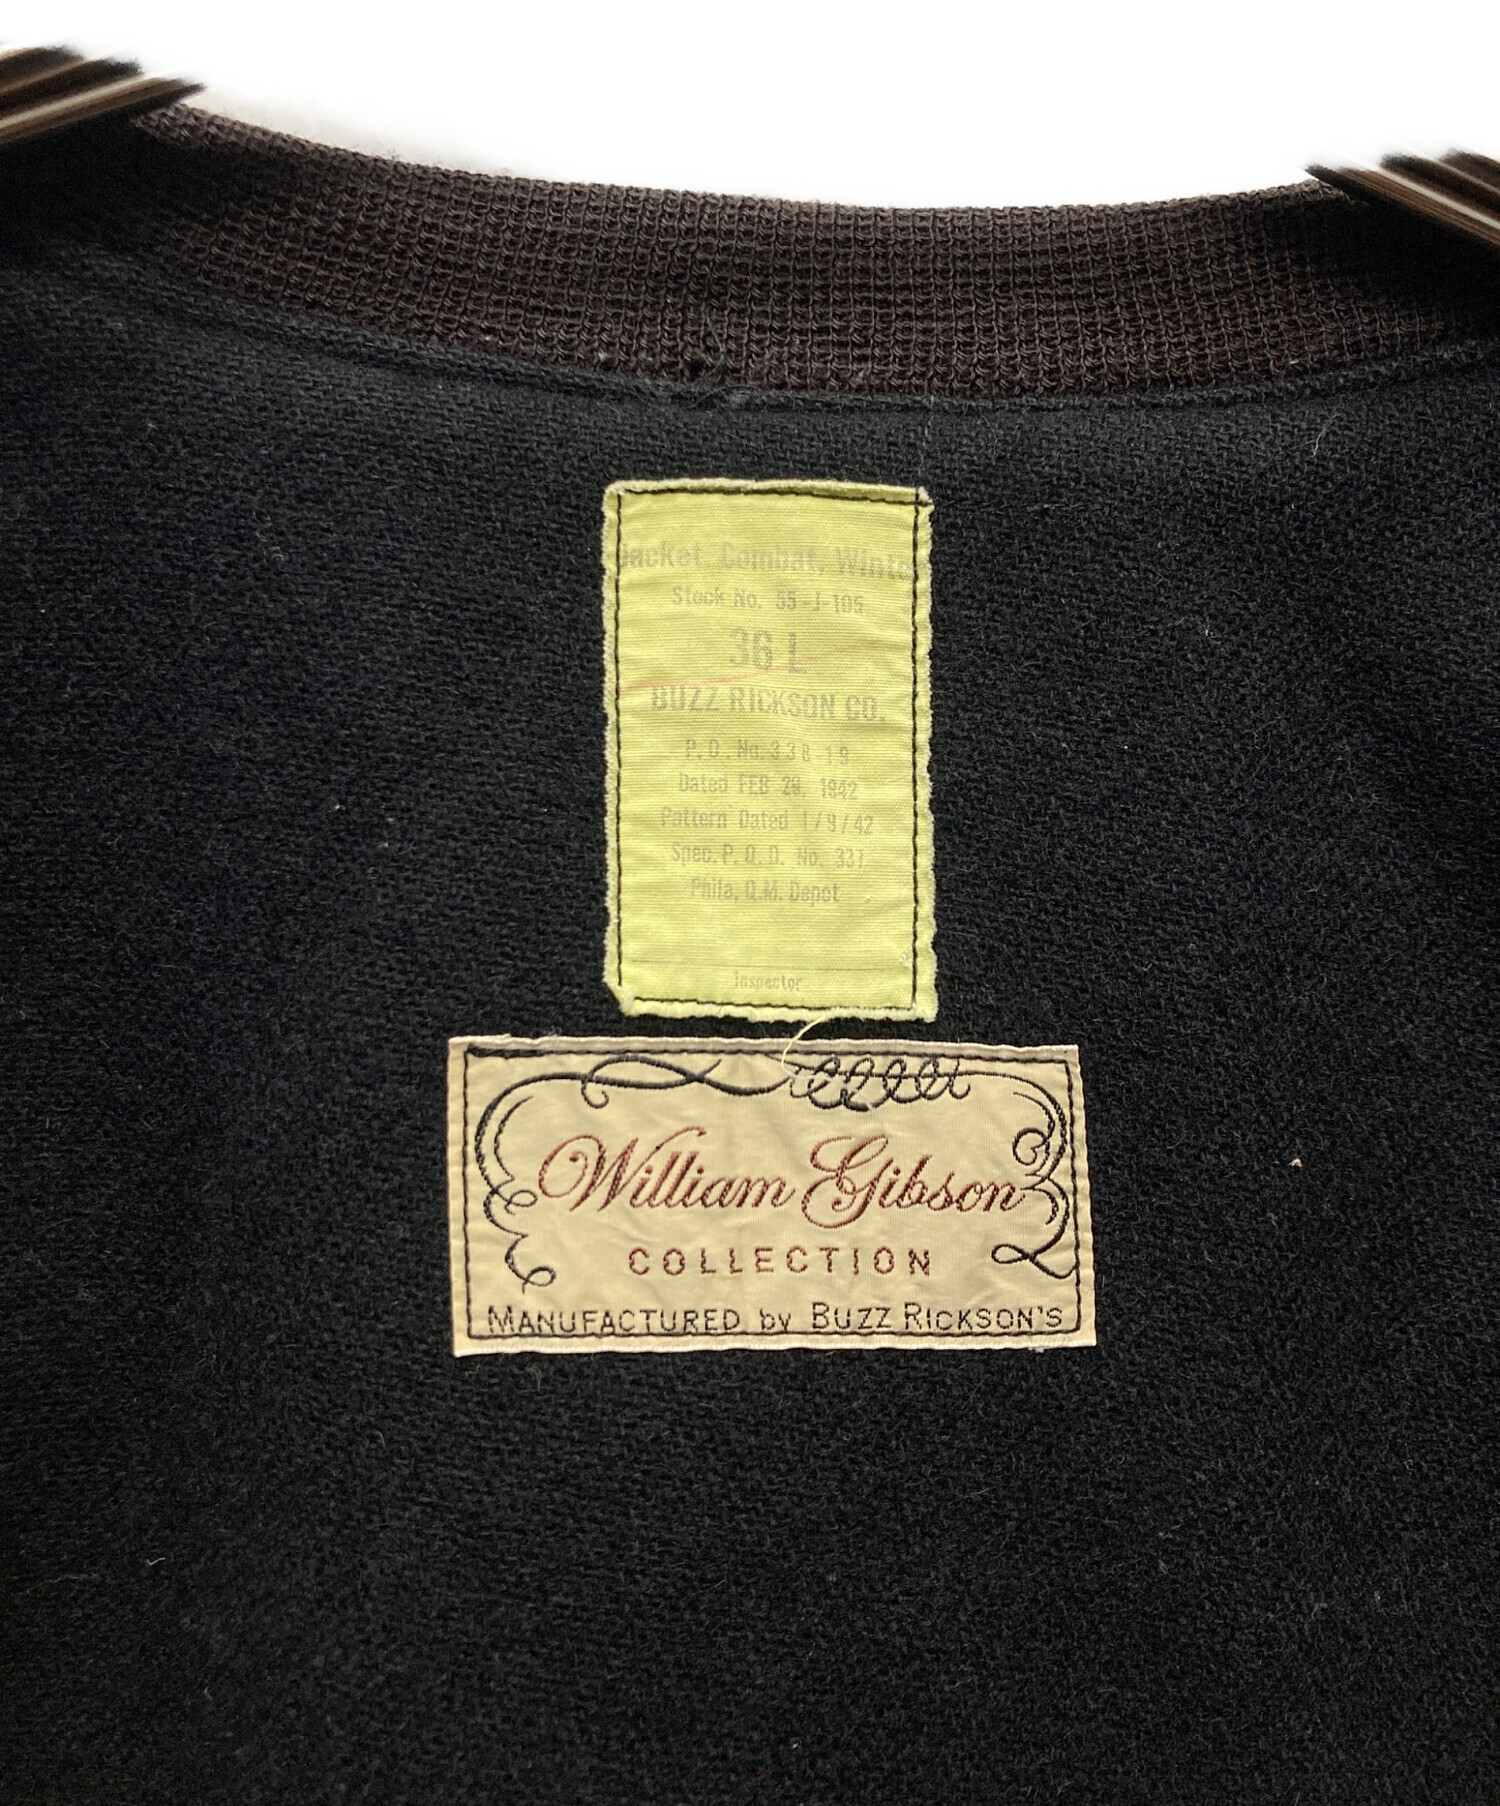 Jacket, Combat, Winte
Stock No. 55-J-105
36 L
BUZZ RICKSON CO.
P. O. No. 338 19
Dated FEB 28, 1942
Pattern Dated 1/9/42
Spec. P. Q. D. No. 331
Phila, Q.M. Depot
Inspector
William Gibson
COLLECTION
MANUFACTURED by BUZZ RICKSON'S